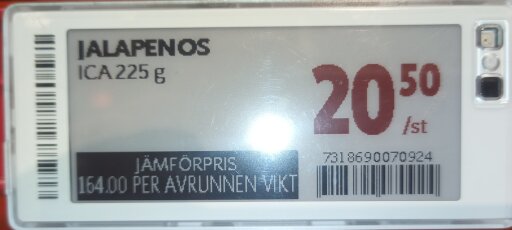 JALAPENOS
ICA 225 g
20 50
/st
JÄMFÖRPRIS
164.00 PER AVRUNNEN VIKT
7318690070924